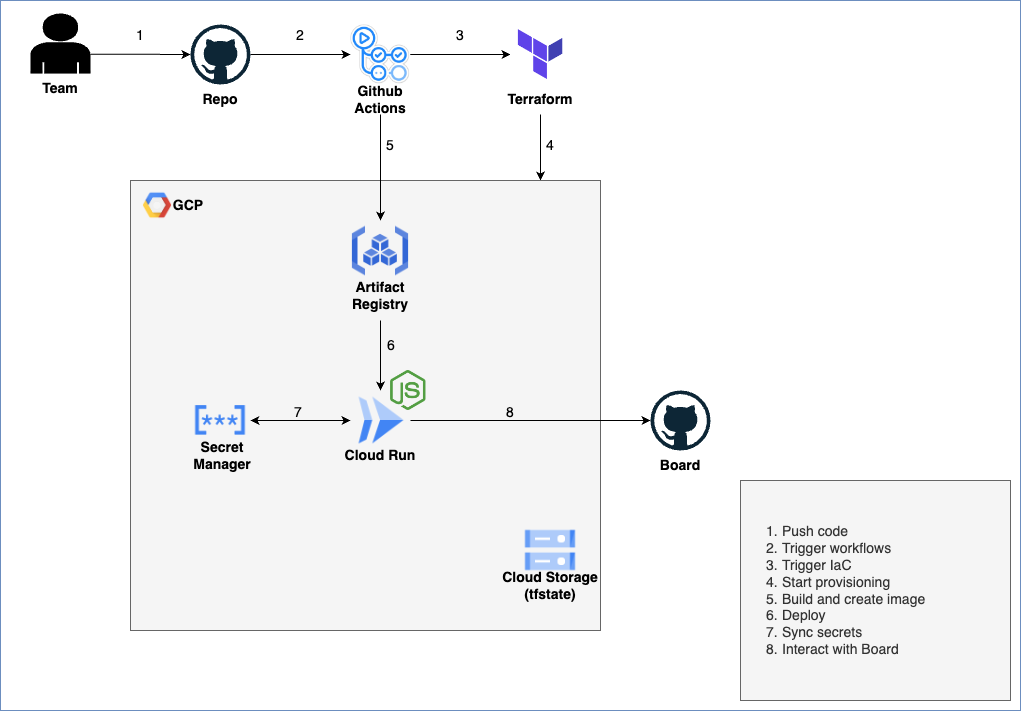 1
2
3
Team
Repo
Github
Actions
Terraform
5
4
GCP
Artifact
Registry
6
JS
7
8
***
Secret
Manager
Cloud Run
Board
Cloud Storage
(tfstate)
1. Push code
2. Trigger workflows
3. Trigger IaC
4. Start provisioning
5. Build and create image
6. Deploy
7. Sync secrets
8. Interact with Board